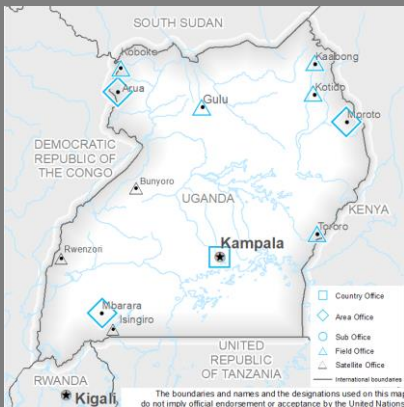 SOUTH SUDAN
Koboko
Kaabong
Arua
Kotido
Gulu
Moroto
DEMOCRATIC
REPUBLIC OF
THE CONGO
Bunyoro
UGANDA
KENYA
Tororo
Kampala
Rwenzori
Mbarara
Isingiro
UNITED
REPUBLIC
OF TANZANIA
RWANDA
Kigali
Country Office
Area Office
Sub Office
Field Office
Satellite Office
International boundaries
The boundaries and names and the designations used on this map
do not imply official endorsement or acceptance by the United Nations